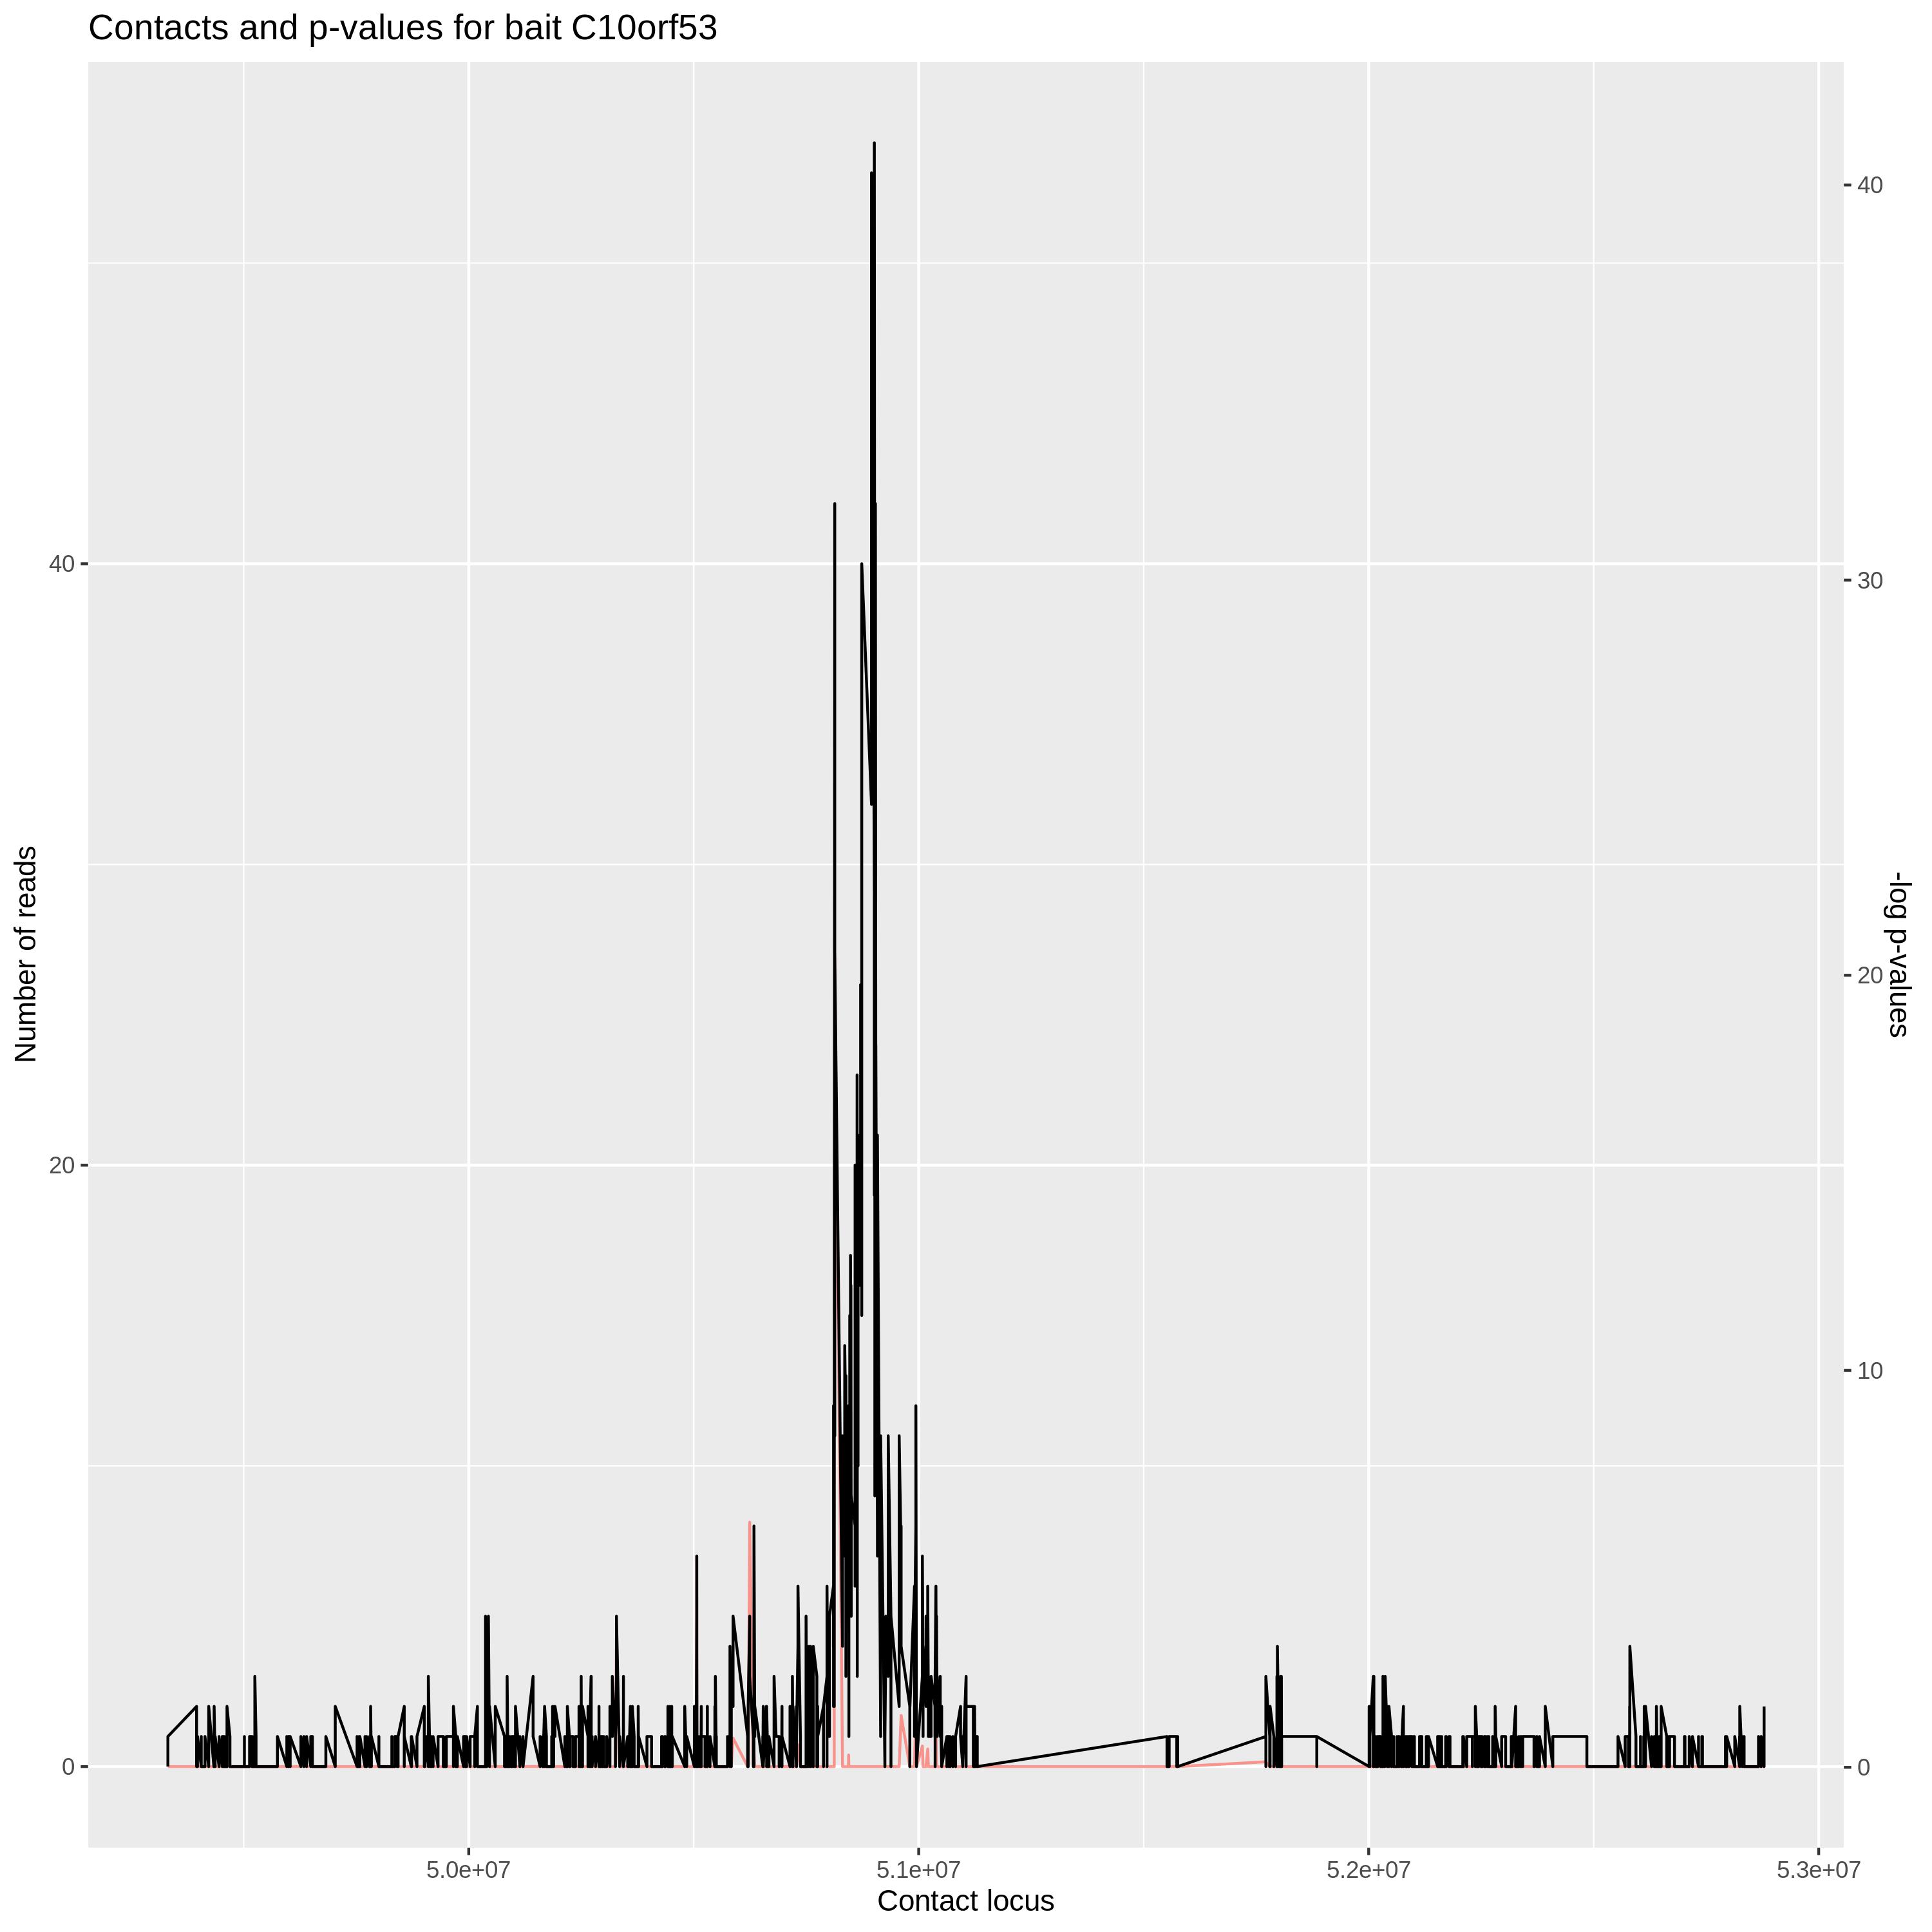 Contacts and p-values for bait C10orf53
Number of reads
40
20
0
40
30
20
10
0
-log p-values
5.0e+07
5.1e+07
5.2e+07
5.3e+07
Contact locus